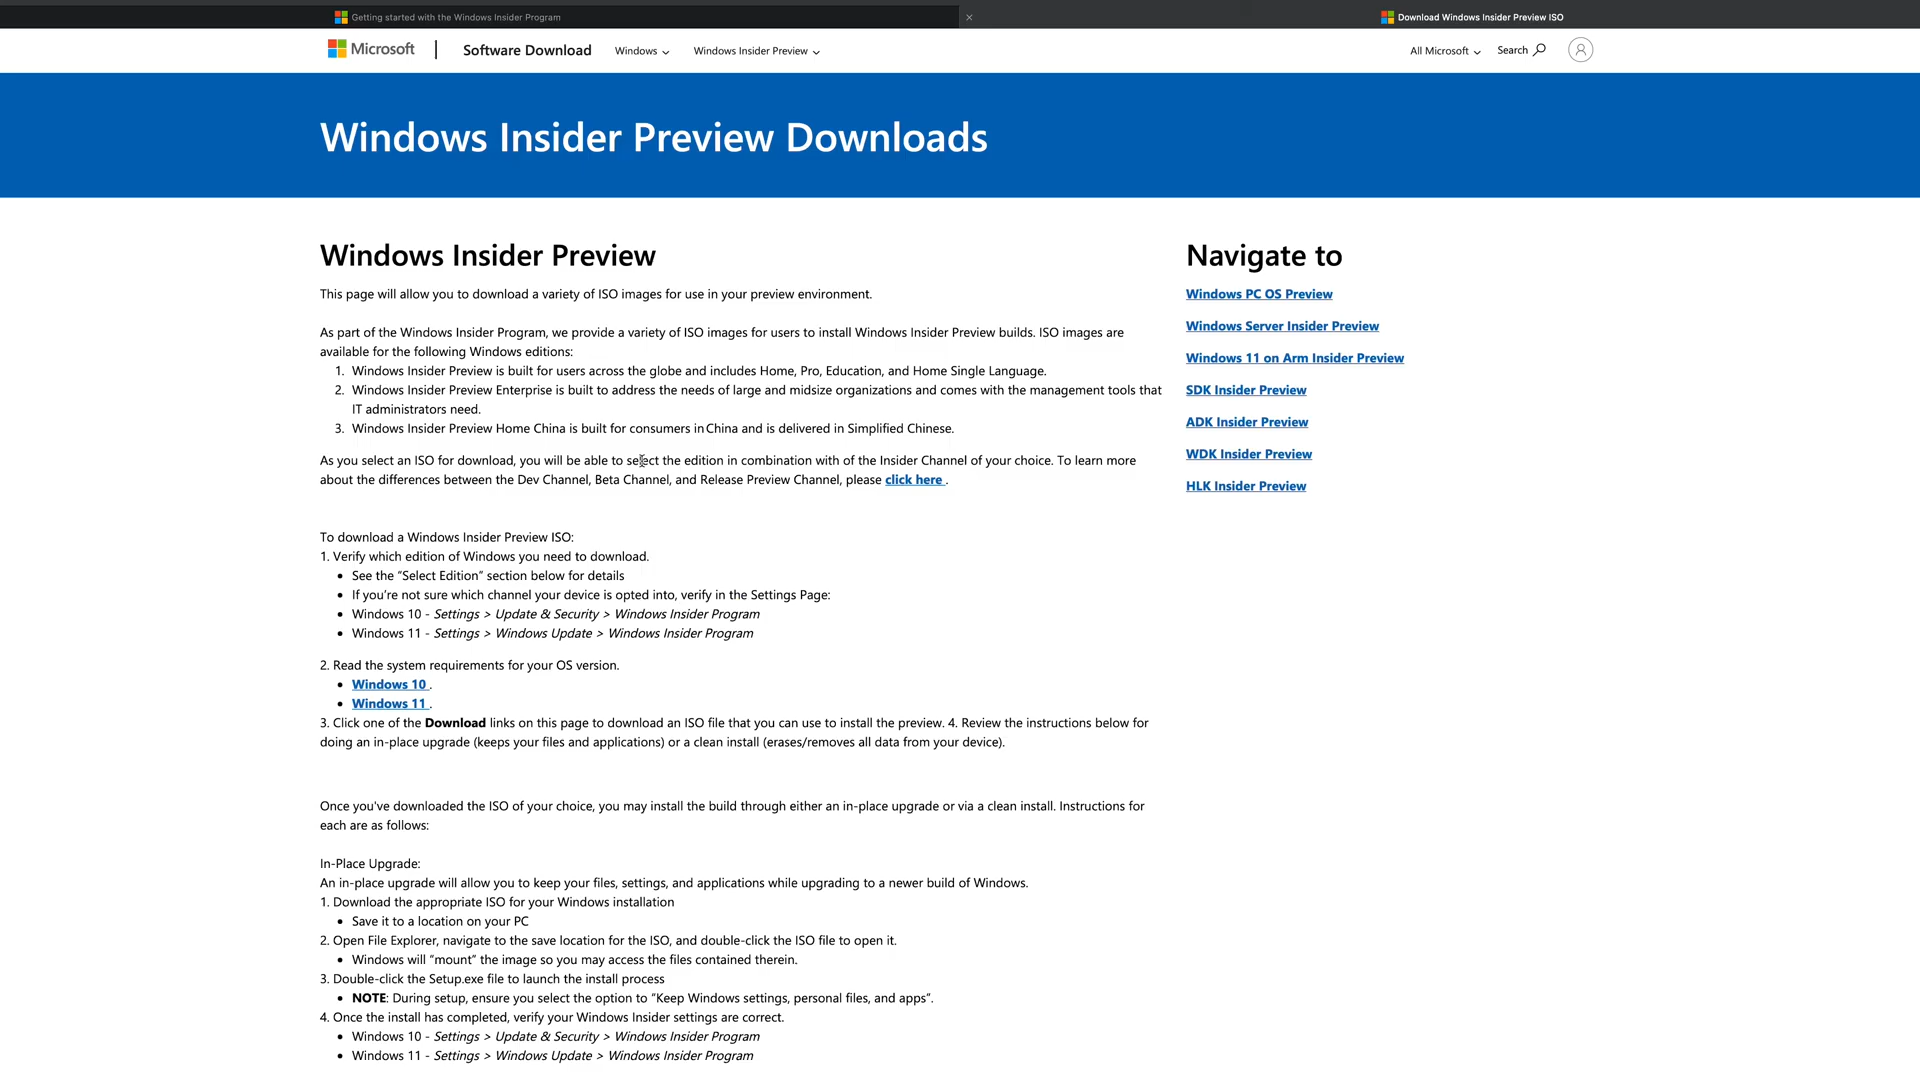 Getting started with the Windows Insider Program
Download Windows Insider Preview ISO
Microsoft
Software Download
Windows
Windows Insider Preview
All Microsoft
Search
Windows Insider Preview Downloads
Windows Insider Preview
This page will allow you to download a variety of ISO images for use in your preview environment.
As part of the Windows Insider Program, we provide a variety of ISO images for users to install Windows Insider Preview builds. ISO images are
available for the following Windows editions:
1. Windows Insider Preview is built for users across the globe and includes Home, Pro, Education, and Home Single Language.
2. Windows Insider Preview Enterprise is built to address the needs of large and midsize organizations and comes with the management tools that
IT administrators need.
3. Windows Insider Preview Home China is built for consumers in China and is delivered in Simplified Chinese.
As you select an ISO for download, you will be able to select the edition in combination with of the Insider Channel of your choice. To learn more
about the differences between the Dev Channel, Beta Channel, and Release Preview Channel, please click here .
To download a Windows Insider Preview ISO:
1. Verify which edition of Windows you need to download.
• See the “Select Edition” section below for details
• If you’re not sure which channel your device is opted into, verify in the Settings Page:
• Windows 10 - Settings > Update & Security > Windows Insider Program
• Windows 11 - Settings > Windows Update > Windows Insider Program
2. Read the system requirements for your OS version.
• Windows 10 .
• Windows 11 .
3. Click one of the Download links on this page to download an ISO file that you can use to install the preview. 4. Review the instructions below for
doing an in-place upgrade (keeps your files and applications) or a clean install (erases/removes all data from your device).
Once you've downloaded the ISO of your choice, you may install the build through either an in-place upgrade or via a clean install. Instructions for
each are as follows:
In-Place Upgrade:
An in-place upgrade will allow you to keep your files, settings, and applications while upgrading to a newer build of Windows.
1. Download the appropriate ISO for your Windows installation
• Save it to a location on your PC
2. Open File Explorer, navigate to the save location for the ISO, and double-click the ISO file to open it.
• Windows will “mount” the image so you may access the files contained therein.
3. Double-click the Setup.exe file to launch the install process
• NOTE: During setup, ensure you select the option to “Keep Windows settings, personal files, and apps”.
4. Once the install has completed, verify your Windows Insider settings are correct.
• Windows 10 - Settings > Update & Security > Windows Insider Program
• Windows 11 - Settings > Windows Update > Windows Insider Program
Navigate to
Windows PC OS Preview
Windows Server Insider Preview
Windows 11 on Arm Insider Preview
SDK Insider Preview
ADK Insider Preview
WDK Insider Preview
HLK Insider Preview